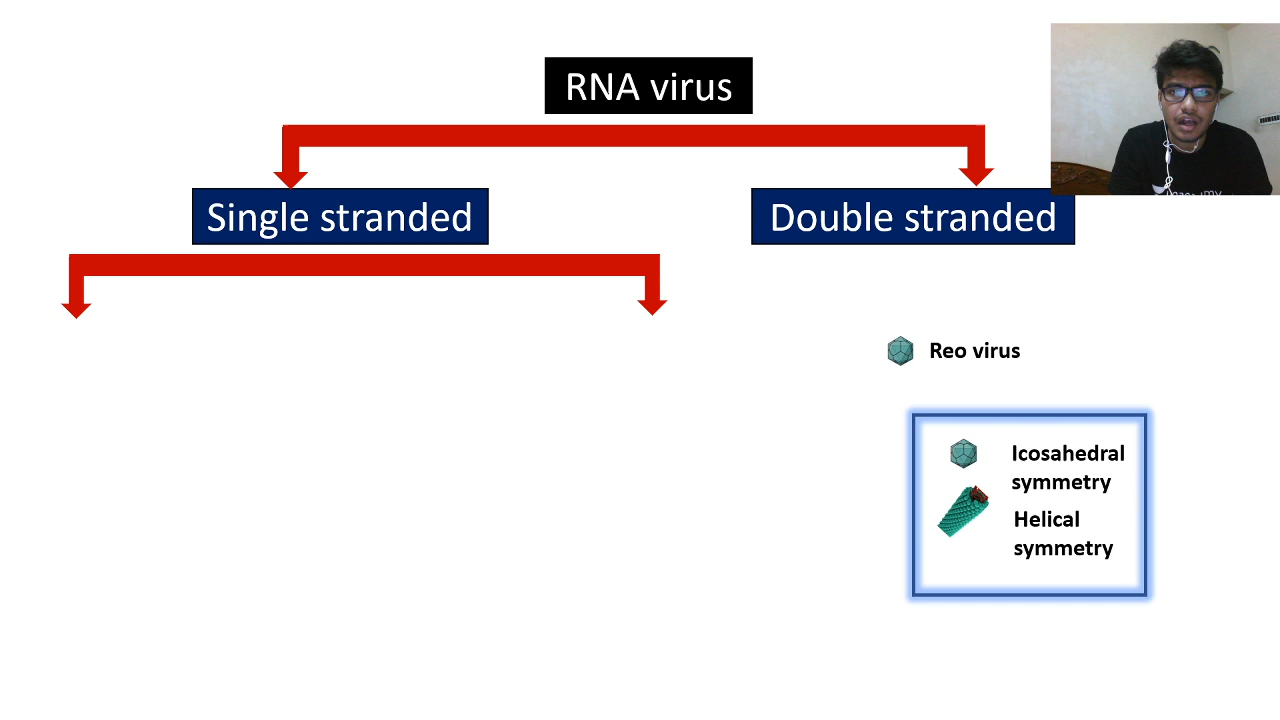 RNA virus
Single stranded
Double stranded
Reo virus
Icosahedral
symmetry
Helical
symmetry